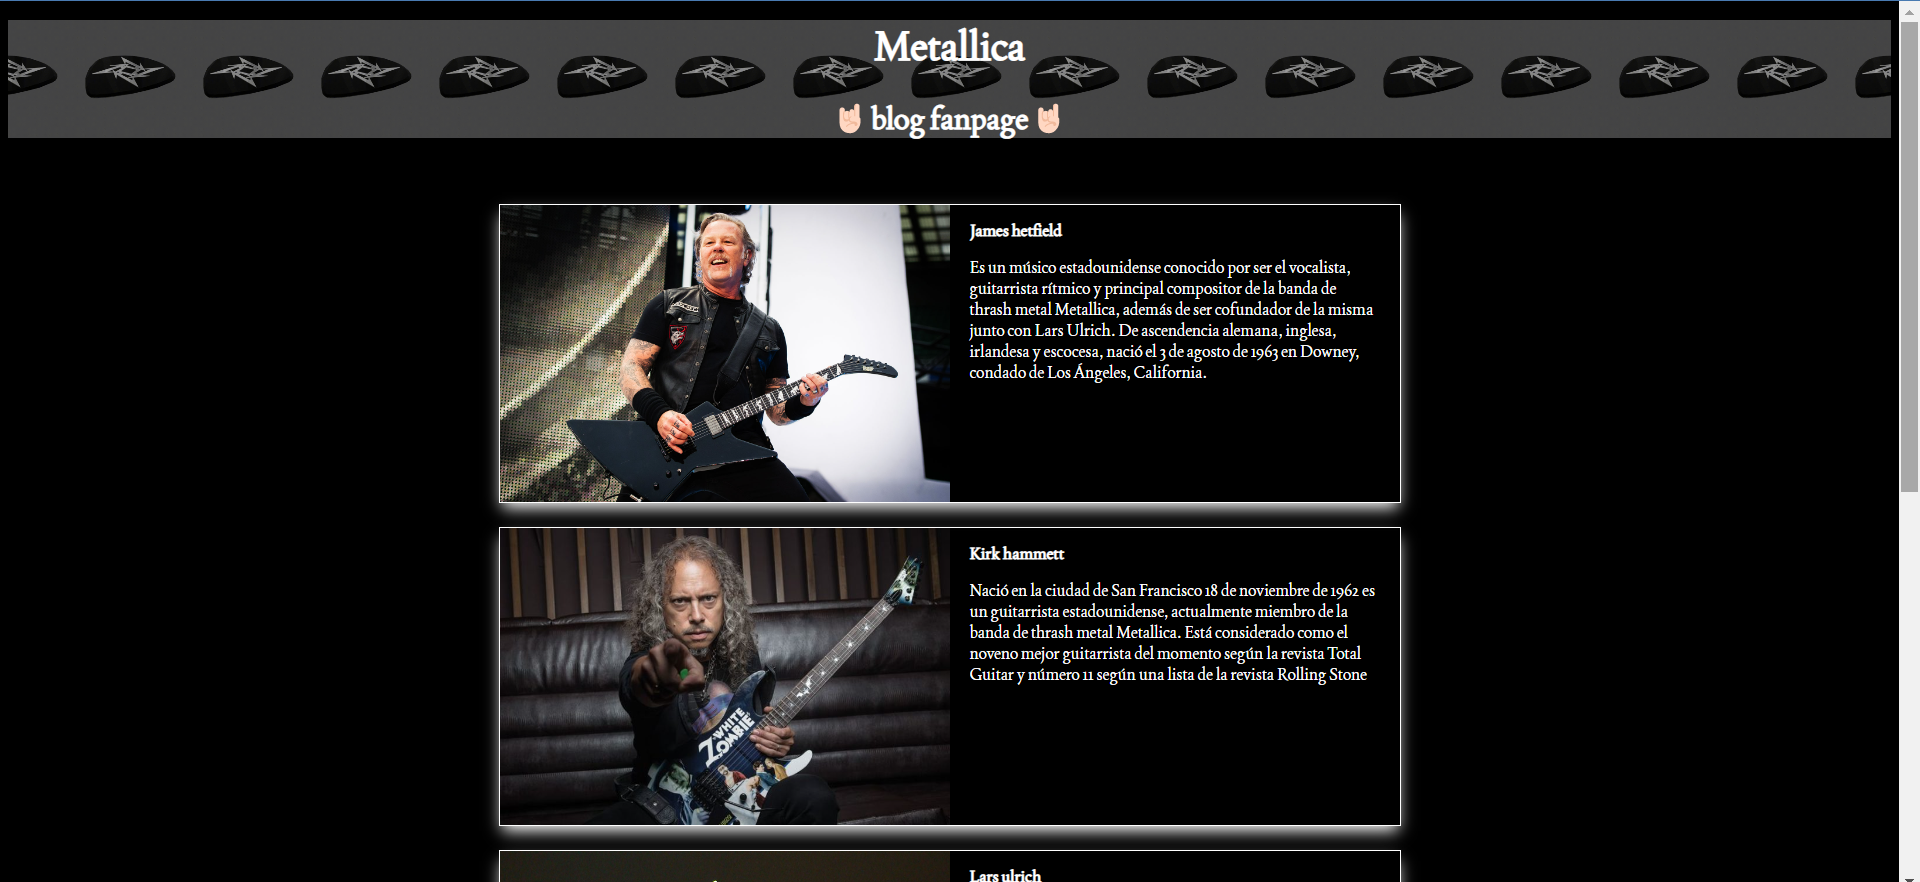 Metallica
🤘🏻 blog fanpage 🤘🏻
James hetfield
Es un músico estadounidense conocido por ser el vocalista,
guitarrista rítmico y principal compositor de la banda de
thrash metal Metallica, además de ser cofundador de la misma
junto con Lars Ulrich. De ascendencia alemana, inglesa,
irlandesa y escocesa, nació el 3 de agosto de 1963 en Downey,
condado de Los Ángeles, California.
Kirk hammett
Nació en la ciudad de San Francisco 18 de noviembre de 1962 es
un guitarrista estadounidense, actualmente miembro de la
banda de thrash metal Metallica. Está considerado como el
noveno mejor guitarrista del momento según la revista Total
Guitar y número 11 según una lista de la revista Rolling Stone
WHITE
ZOMBIE
Lars ulrich